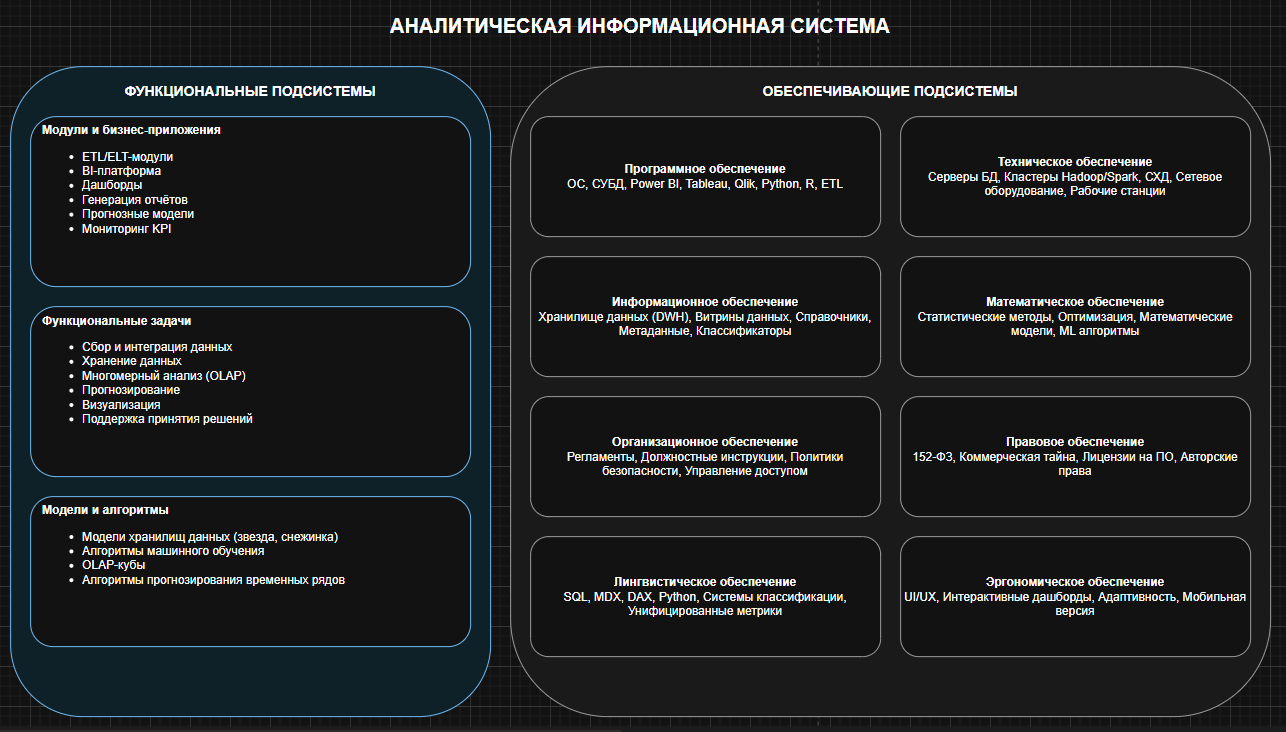 АНАЛИТИЧЕСКАЯ ИНФОРМАЦИОННАЯ СИСТЕМА
ФУНКЦИОНАЛЬНЫЕ ПОДСИСТЕМЫ
Модули и бизнес-приложения
ETL/ELT-модули
BI-платформа
Дашборды
Генерация отчётов
Прогнозные модели
Мониторинг KPI
Функциональные задачи
Сбор и интеграция данных
Хранение данных
Многомерный анализ (OLAP)
Прогнозирование
Визуализация
Поддержка принятия решений
Модели и алгоритмы
Модели хранилищ данных (звезда, снежинка)
Алгоритмы машинного обучения
OLAP-кубы
Алгоритмы прогнозирования временных рядов
ОБЕСПЕЧИВАЮЩИЕ ПОДСИСТЕМЫ
Программное обеспечение
ОС, СУБД, Power BI, Tableau, Qlik, Python, R, ETL
Техническое обеспечение
Серверы БД, Кластеры Hadoop/Spark, СХД, Сетевое
оборудование, Рабочие станции
Информационное обеспечение
Хранилище данных (DWH), Витрины данных, Справочники,
Метаданные, Классификаторы
Математическое обеспечение
Статистические методы, Оптимизация, Математические
модели, ML алгоритмы
Организационное обеспечение
Регламенты, Должностные инструкции, Политики
безопасности, Управление доступом
Правовое обеспечение
152-ФЗ, Коммерческая тайна, Лицензии на ПО, Авторские
права
Лингвистическое обеспечение
SQL, MDX, DAX, Python, Системы классификации,
Унифицированные метрики
Эргономическое обеспечение
UI/UX, Интерактивные дашборды, Адаптивность, Мобильная
версия